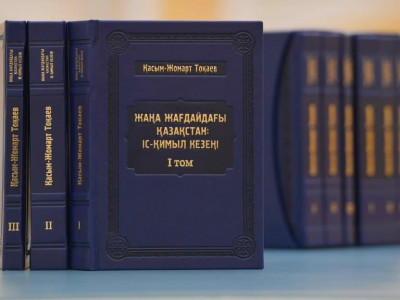 Қасым-Жомарт Тоқаев
ЖАҢА ЖАҒДАЙДАҒЫ
ҚАЗАҚСТАН:
ІС-ҚИМЫЛ КЕЗЕҢІ
I том
Қасым-Жомарт Тоқаев
III
Қасым-Жомарт Тоқаев
II
Қасым-Жомарт Тоқаев
I